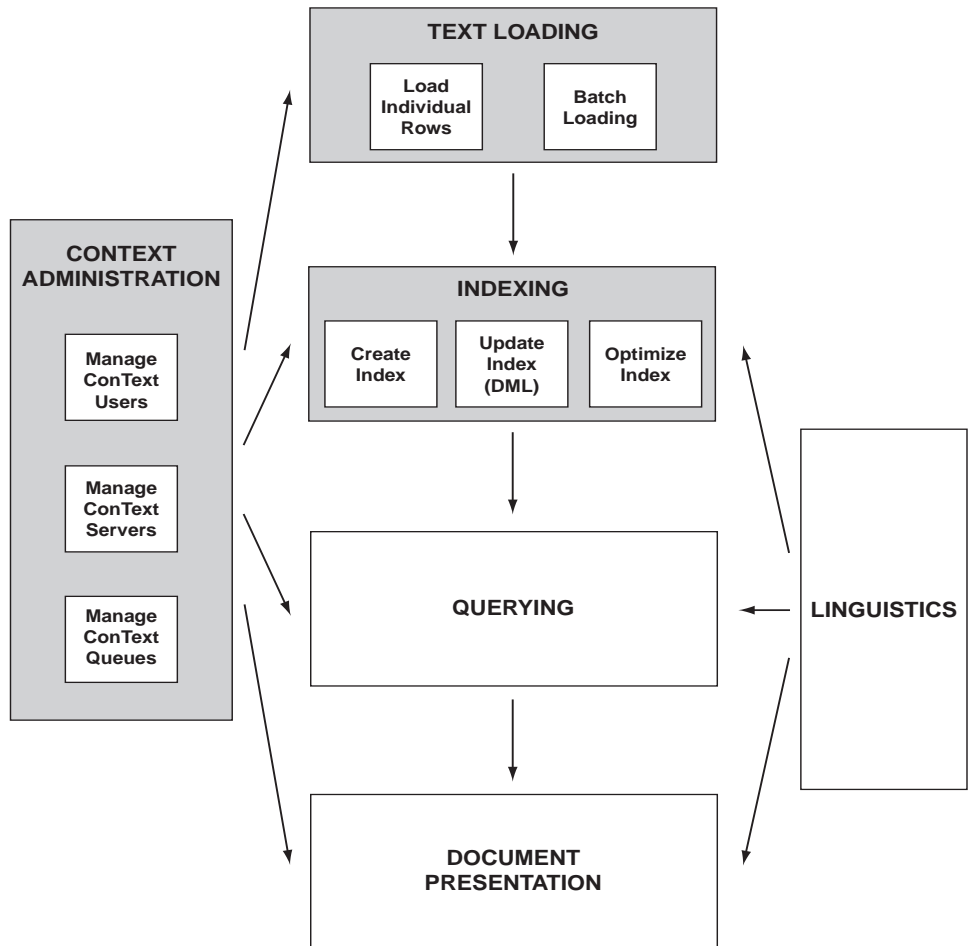 TEXT LOADING
Load
Individual
Rows
Batch
Loading
CONTEXT
ADMINISTRATION
Manage
ConText
Users
Manage
ConText
Servers
Manage
ConText
Queues
INDEXING
Create
Index
Update
Index
(DML)
Optimize
Index
QUERYING
LINGUISTICS
DOCUMENT
PRESENTATION